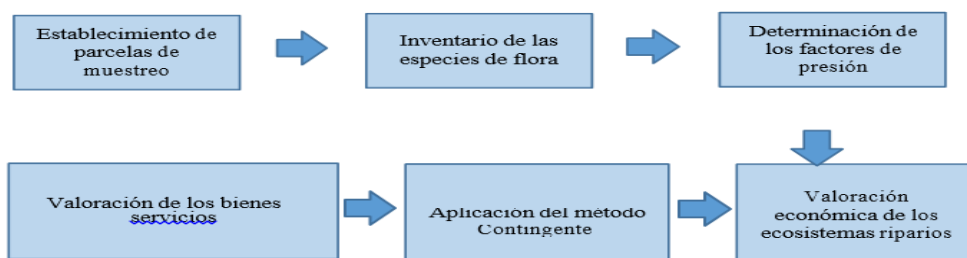 Establecimiento de
parcelas de
muestreo
Inventario de las
especies de flora
Determinación de
los factores de
presión
Valoración de los bienes
servicios
Aplicación del método
Contingente
Valoración
económica de los
ecosistemas riparios